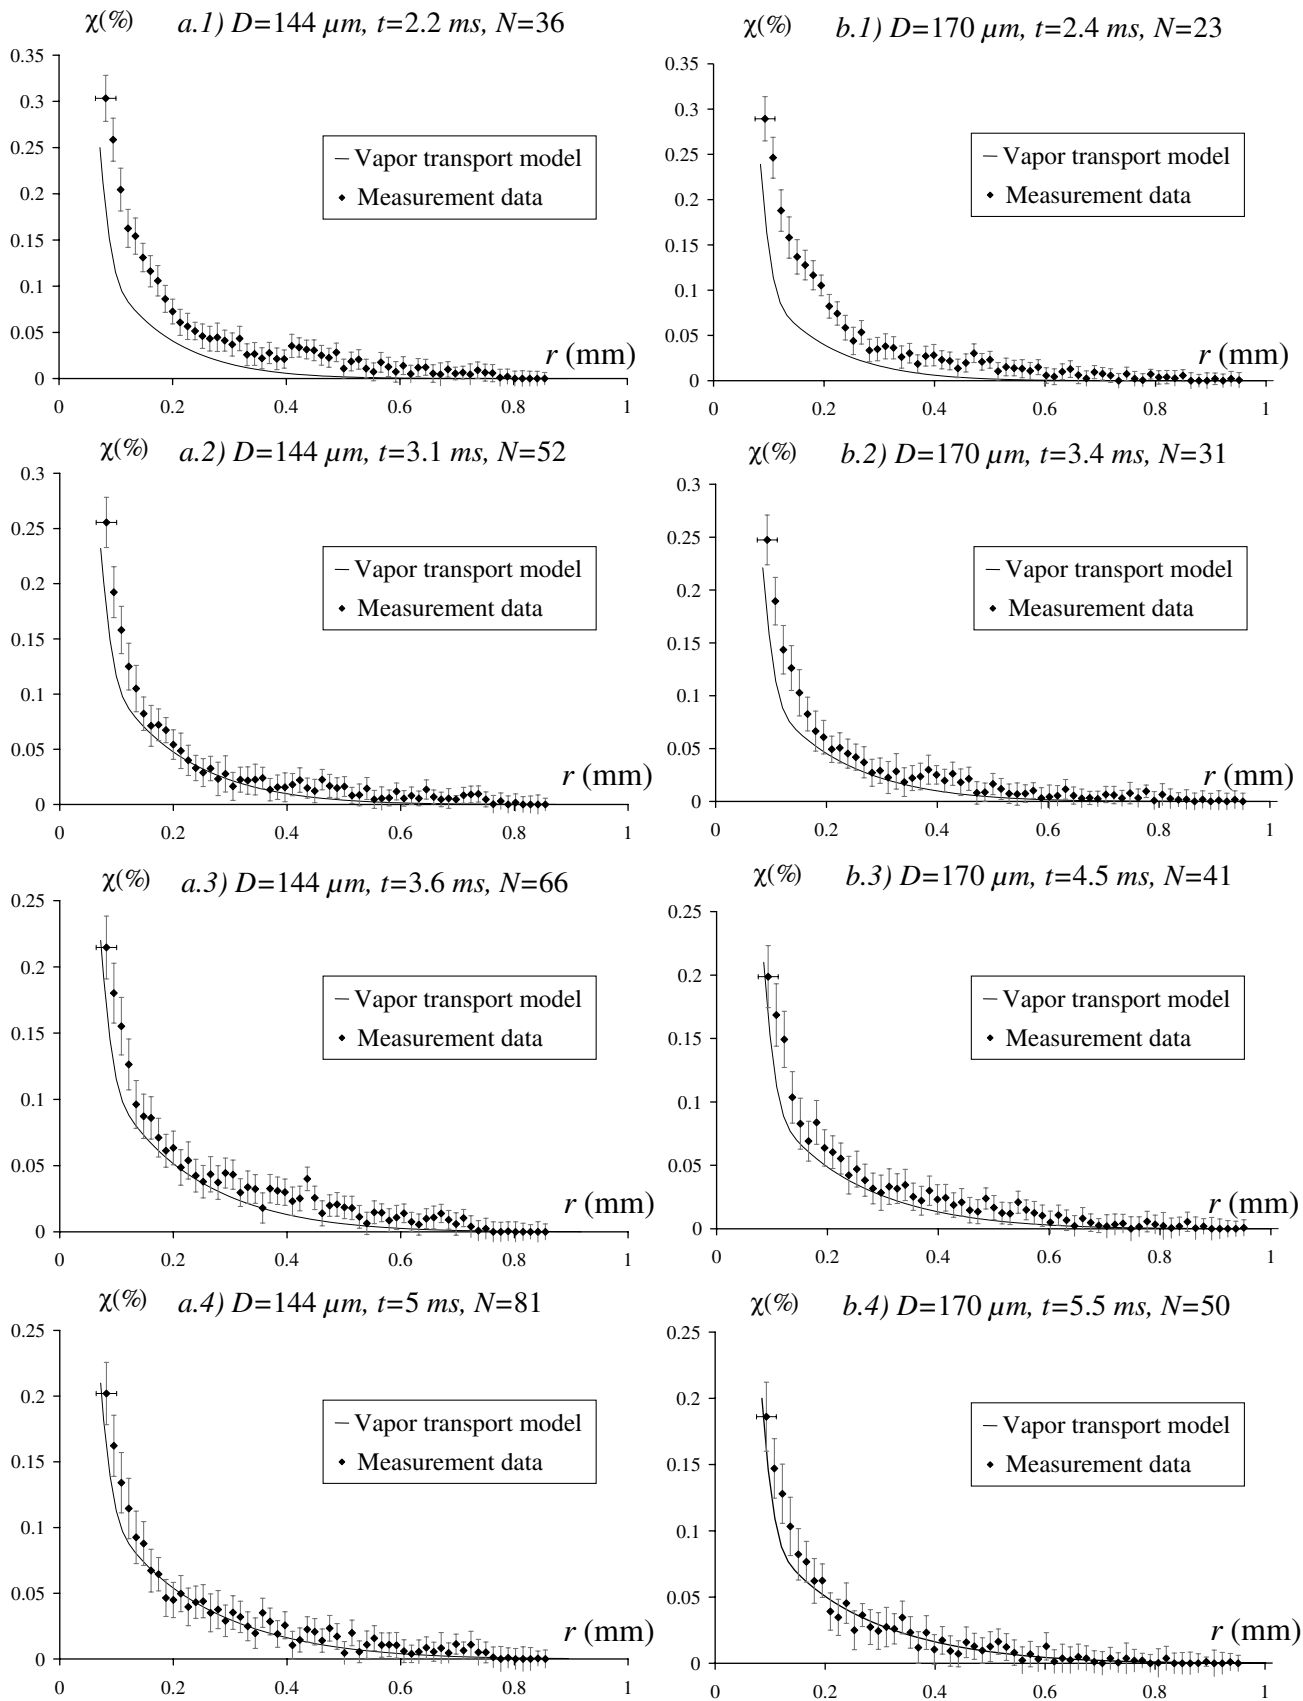 χ(%) a.1) D=144 µm, t=2.2 ms, N=36
0.35
0.3
0.25
0.2
0.15
0.1
0.05
0
– Vapor transport model
◆ Measurement data
r (mm)
0 0.2 0.4 0.6 0.8 1
χ(%) b.1) D=170 µm, t=2.4 ms, N=23
0.35
0.3
0.25
0.2
0.15
0.1
0.05
0
– Vapor transport model
◆ Measurement data
r (mm)
0 0.2 0.4 0.6 0.8 1
χ(%) a.2) D=144 µm, t=3.1 ms, N=52
0.3
0.25
0.2
0.15
0.1
0.05
0
– Vapor transport model
◆ Measurement data
r (mm)
0 0.2 0.4 0.6 0.8 1
χ(%) b.2) D=170 µm, t=3.4 ms, N=31
0.3
0.25
0.2
0.15
0.1
0.05
0
– Vapor transport model
◆ Measurement data
r (mm)
0 0.2 0.4 0.6 0.8 1
χ(%) a.3) D=144 µm, t=3.6 ms, N=66
0.25
0.2
0.15
0.1
0.05
0
– Vapor transport model
◆ Measurement data
r (mm)
0 0.2 0.4 0.6 0.8 1
χ(%) b.3) D=170 µm, t=4.5 ms, N=41
0.25
0.2
0.15
0.1
0.05
0
– Vapor transport model
◆ Measurement data
r (mm)
0 0.2 0.4 0.6 0.8 1
χ(%) a.4) D=144 µm, t=5 ms, N=81
0.25
0.2
0.15
0.1
0.05
0
– Vapor transport model
◆ Measurement data
r (mm)
0 0.2 0.4 0.6 0.8 1
χ(%) b.4) D=170 µm, t=5.5 ms, N=50
0.25
0.2
0.15
0.1
0.05
0
– Vapor transport model
◆ Measurement data
r (mm)
0 0.2 0.4 0.6 0.8 1